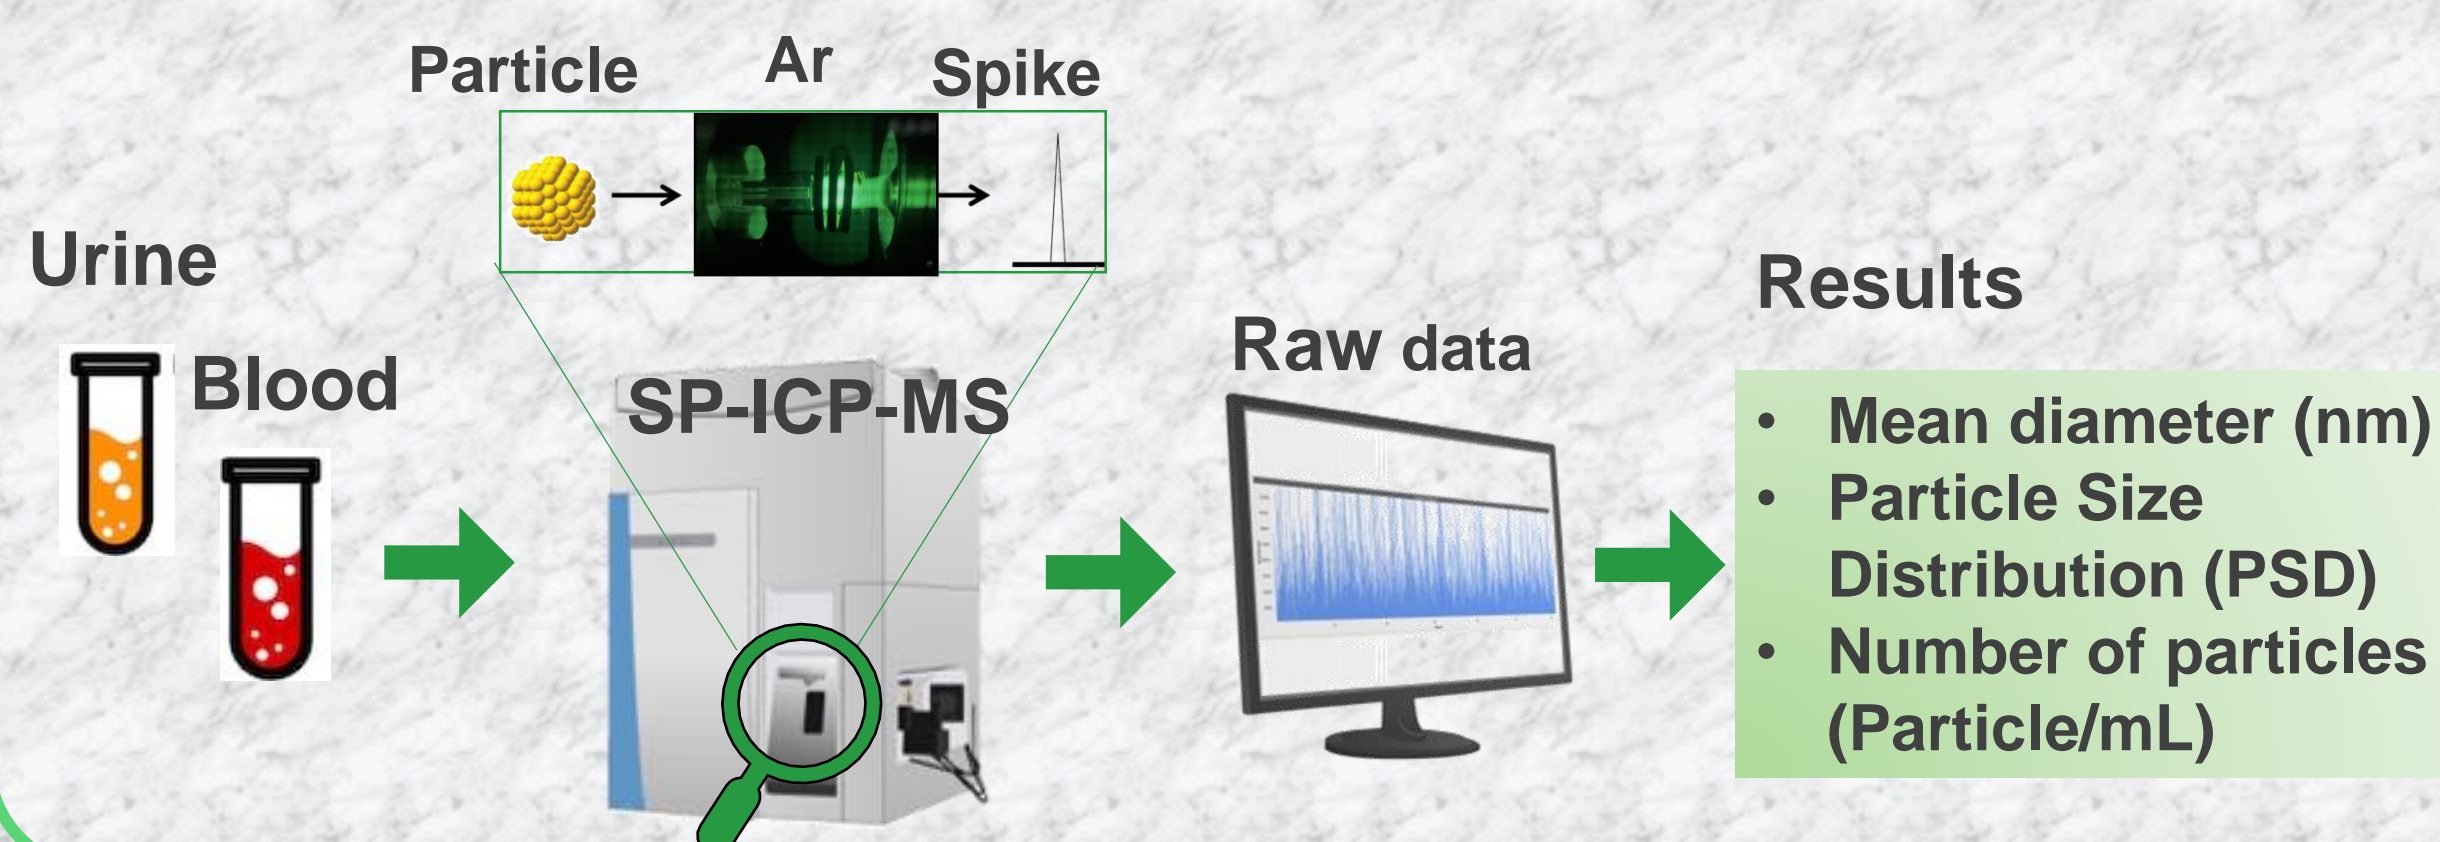 Particle
Ar
Spike
Urine
Blood
SP-ICP-MS
Raw data
Results
• Mean diameter (nm)
• Particle Size
Distribution (PSD)
• Number of particles
(Particle/mL)